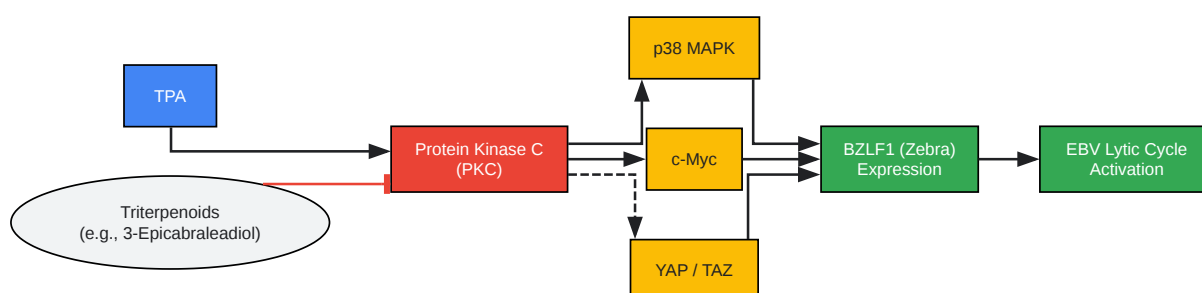 TPA
Triterpenoids
(e.g., 3-Epicabraleadiol)
Protein Kinase C
(PKC)
p38 MAPK
c-Myc
YAP / TAZ
BZLF1 (Zebra)
Expression
EBV Lytic Cycle
Activation